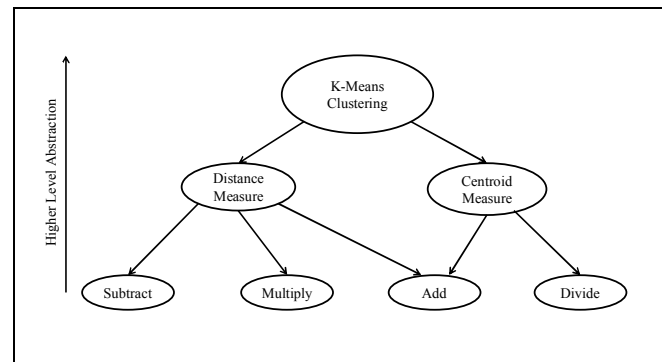 Higher Level Abstraction
K-Means
Clustering
Distance
Measure
Centroid
Measure
Subtract
Multiply
Add
Divide